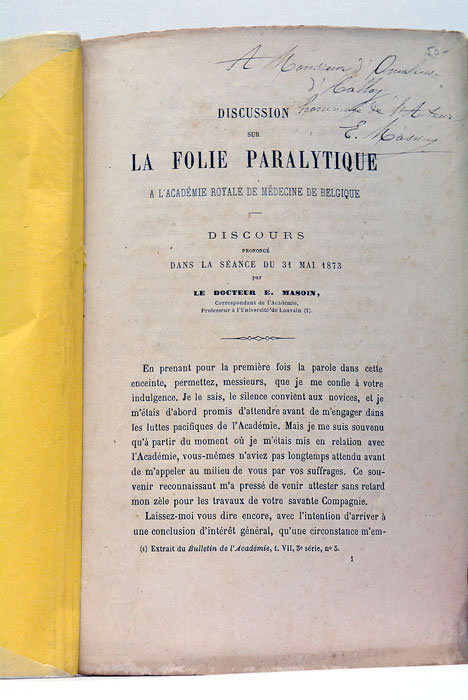 50
A Monsieur d'Omalius
d'Halloy
hommage de l'Auteur
E. Masoin
DISCUSSION
SUR
LA FOLIE PARALYTIQUE
A L'ACADÉMIE ROYALE DE MÉDECINE DE BELGIQUE
DISCOURS
PRONONCÉ
DANS LA SÉANCE DU 31 MAI 1873
par
LE DOCTEUR E. MASOIN,
Correspondant de l'Académie,
Professeur à l'Université de Louvain (1).
En prenant pour la première fois la parole dans cette
enceinte, permettez, messieurs, que je me confie à votre
indulgence. Je le sais, le silence convient aux novices, et je
m'étais d'abord promis d'attendre avant de m'engager dans
les luttes pacifiques de l'Académie. Mais je me suis souvenu
qu'à partir du moment où je m'étais mis en relation avec
l'Académie, vous-mêmes n'aviez pas longtemps attendu avant
de m'appeler au milieu de vous par vos suffrages. Ce sou-
venir reconnaissant m'a pressé de venir attester sans retard
mon zèle pour les travaux de votre savante Compagnie.
Laissez-moi vous dire encore, avec l'intention d'arriver à
une conclusion d'intérêt général, qu'une circonstance m'em-
(1) Extrait du Bulletin de l'Académie, t. VII, 3e série, no 5.
1